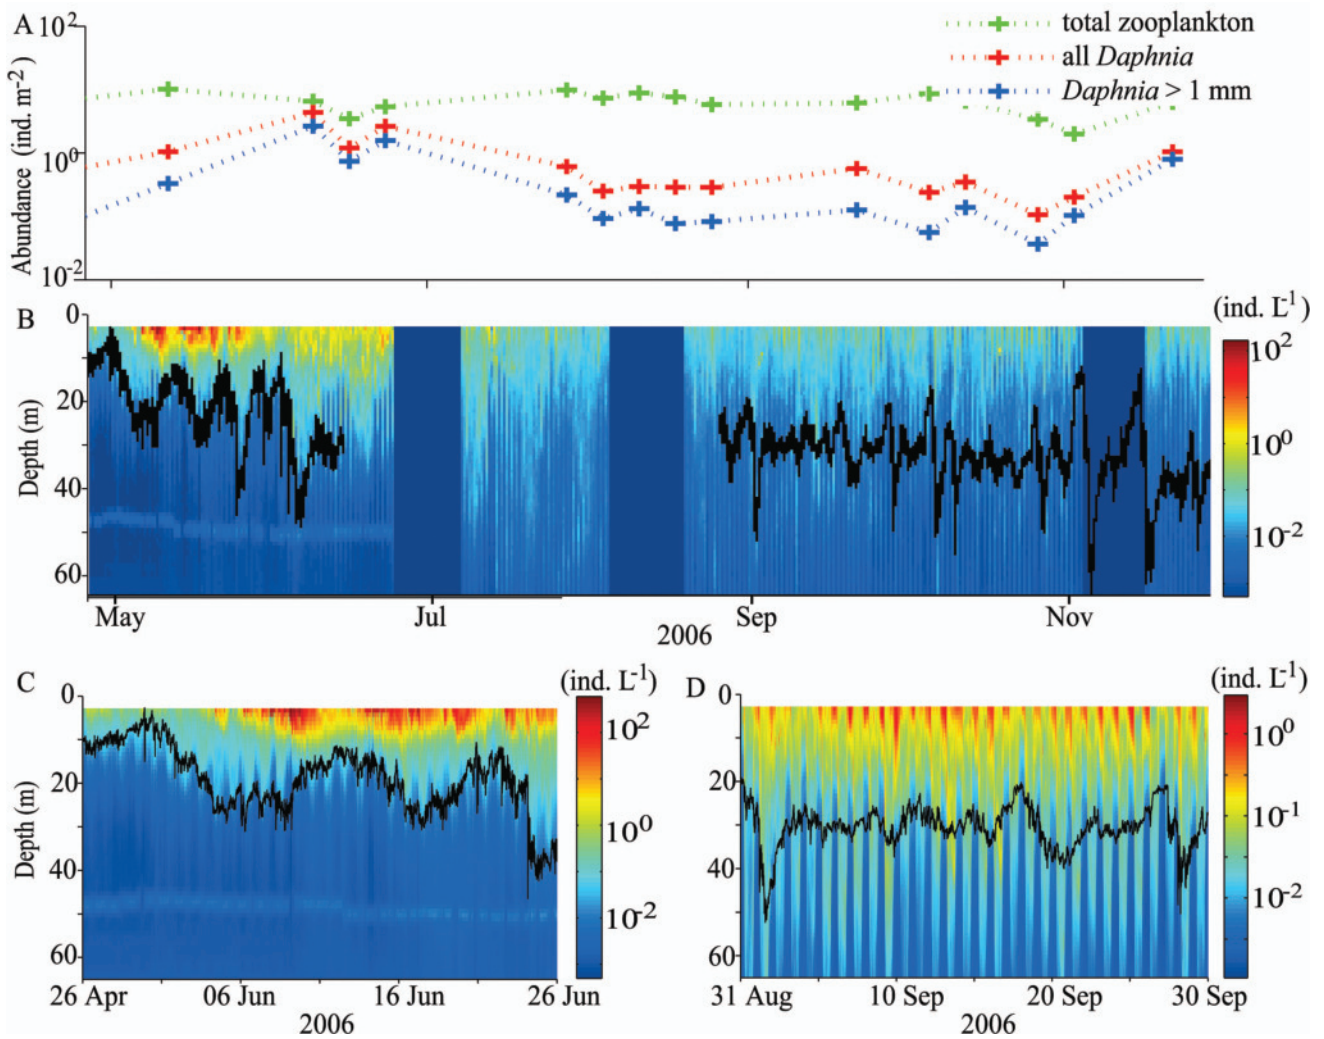 A
10²
10⁰
10⁻²
Abundance (ind. m⁻²)
total zooplankton
all Daphnia
Daphnia > 1 mm
B
0
20
40
60
Depth (m)
May
Jul
Sep
Nov
2006
(ind. L⁻¹)
10²
10⁰
10⁻²
C
0
20
40
60
Depth (m)
26 Apr
06 Jun
16 Jun
26 Jun
2006
(ind. L⁻¹)
10²
10⁰
10⁻²
D
0
20
40
60
31 Aug
10 Sep
20 Sep
30 Sep
2006
(ind. L⁻¹)
10⁰
10⁻¹
10⁻²